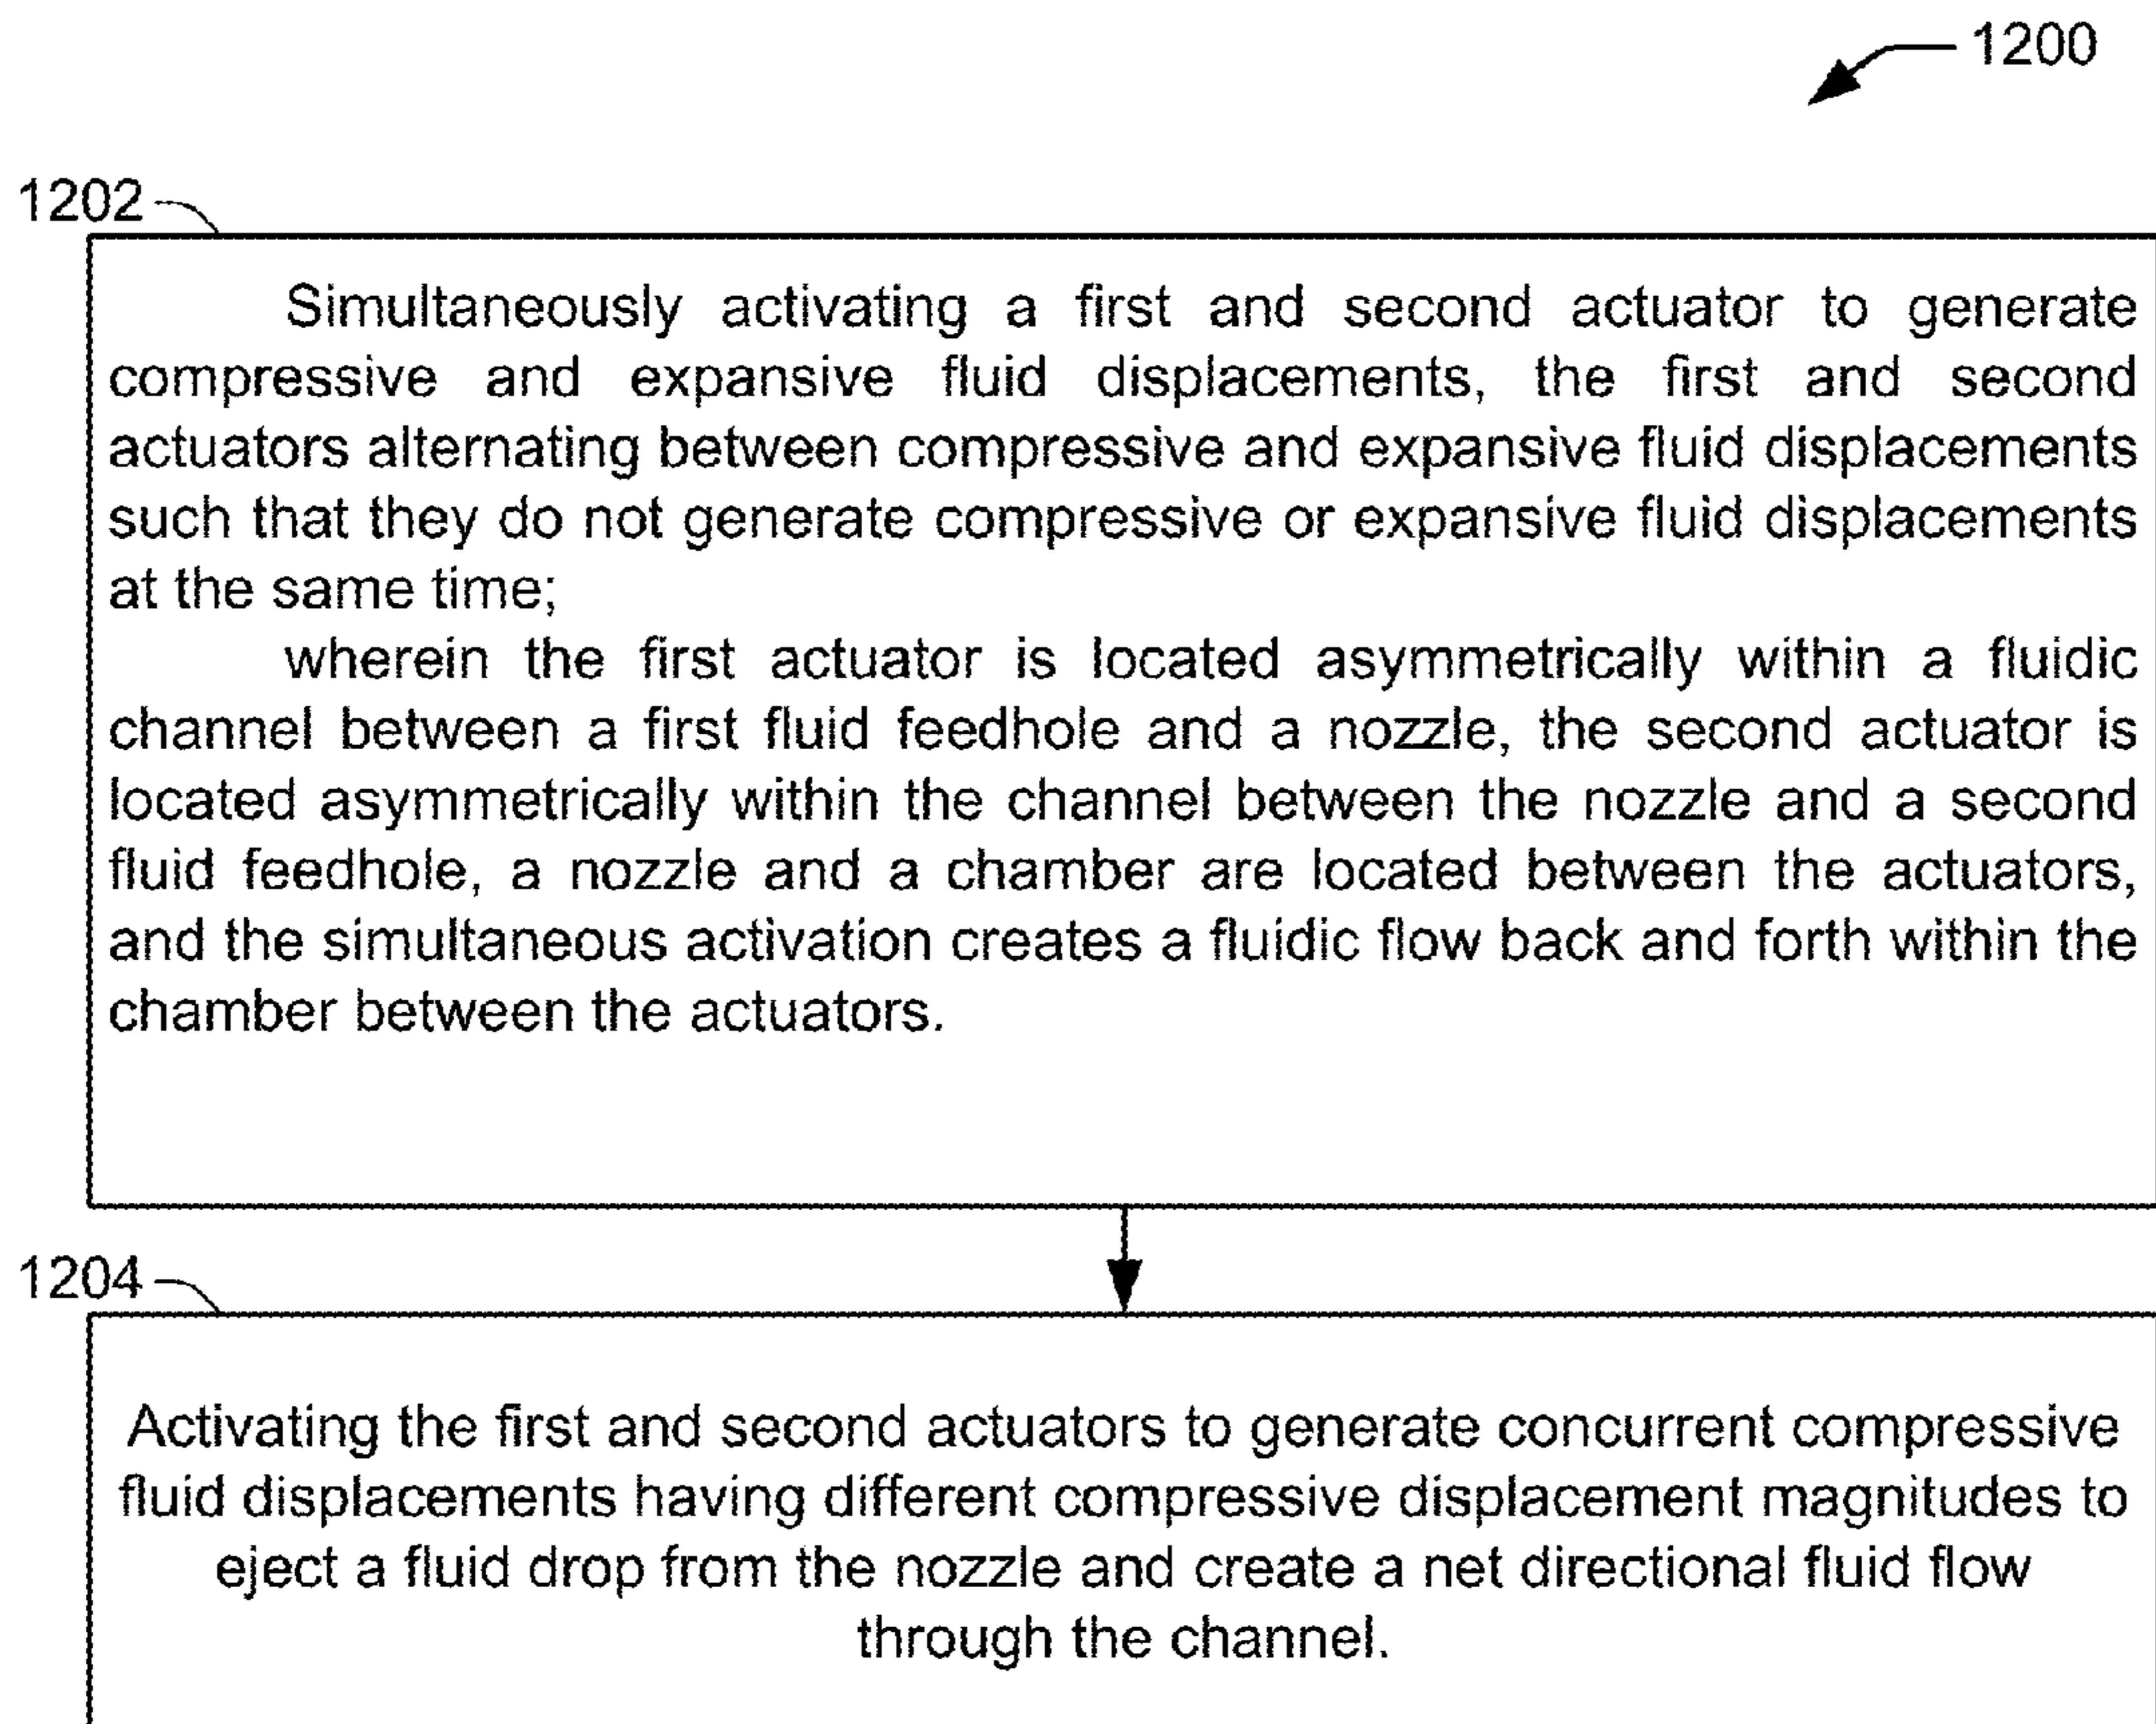 1200
1202
Simultaneously activating a first and second actuator to generate
compressive and expansive fluid displacements, the first and second
actuators alternating between compressive and expansive fluid displacements
such that they do not generate compressive or expansive fluid displacements
at the same time;
wherein the first actuator is located asymmetrically within a fluidic
channel between a first fluid feedhole and a nozzle, the second actuator is
located asymmetrically within the channel between the nozzle and a second
fluid feedhole, a nozzle and a chamber are located between the actuators,
and the simultaneous activation creates a fluidic flow back and forth within the
chamber between the actuators.
1204
Activating the first and second actuators to generate concurrent compressive
fluid displacements having different compressive displacement magnitudes to
eject a fluid drop from the nozzle and create a net directional fluid flow
through the channel.